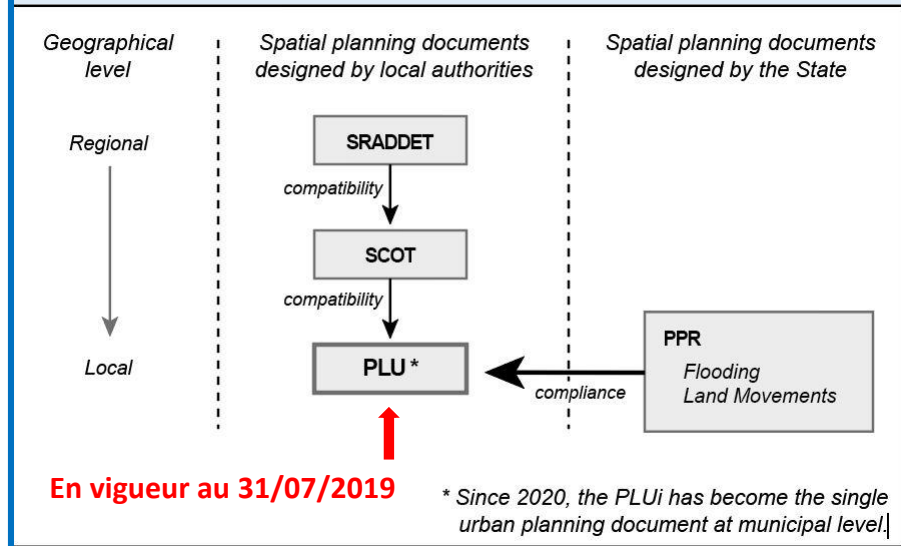 Geographical
level
Spatial planning documents
designed by local authorities
Spatial planning documents
designed by the State
Regional
SRADDET
compatibility
SCOT
compatibility
Local
PLU *
compliance
PPR
Flooding
Land Movements
En vigueur au 31/07/2019
* Since 2020, the PLUi has become the single
urban planning document at municipal level.